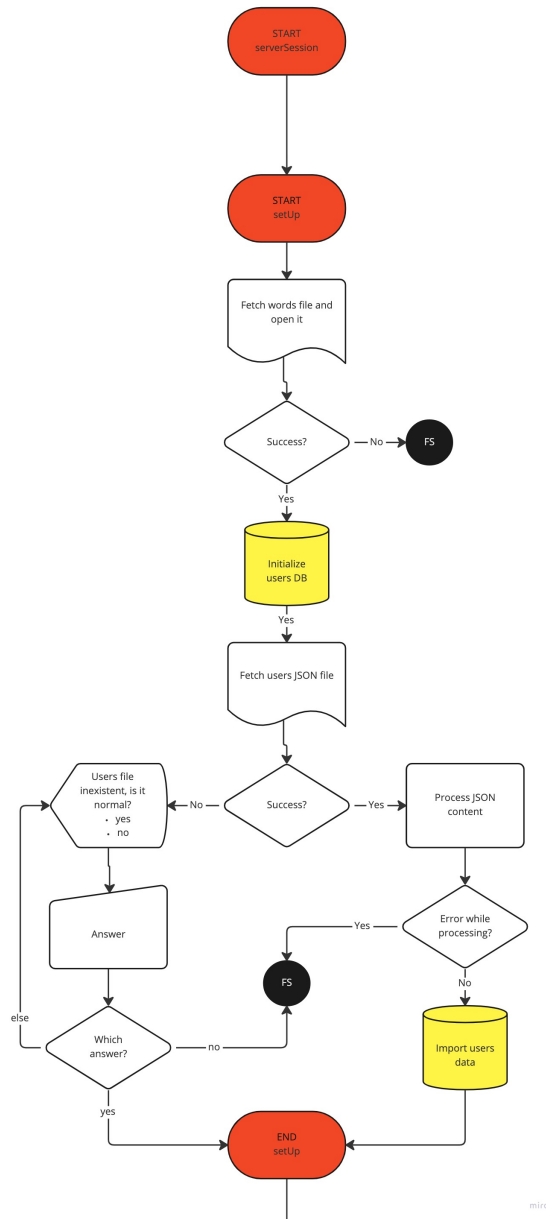 START
serverSession
START
setUp
Fetch words file and
open it
Success?
No
FS
Yes
Initialize
users DB
Yes
Fetch users JSON file
Users file
inexistent, is it
normal?
• yes
• no
No
Success?
Yes
Process JSON
content
Answer
Yes
Error while
processing?
FS
No
else
Which
answer?
no
Import users
data
yes
END
setUp